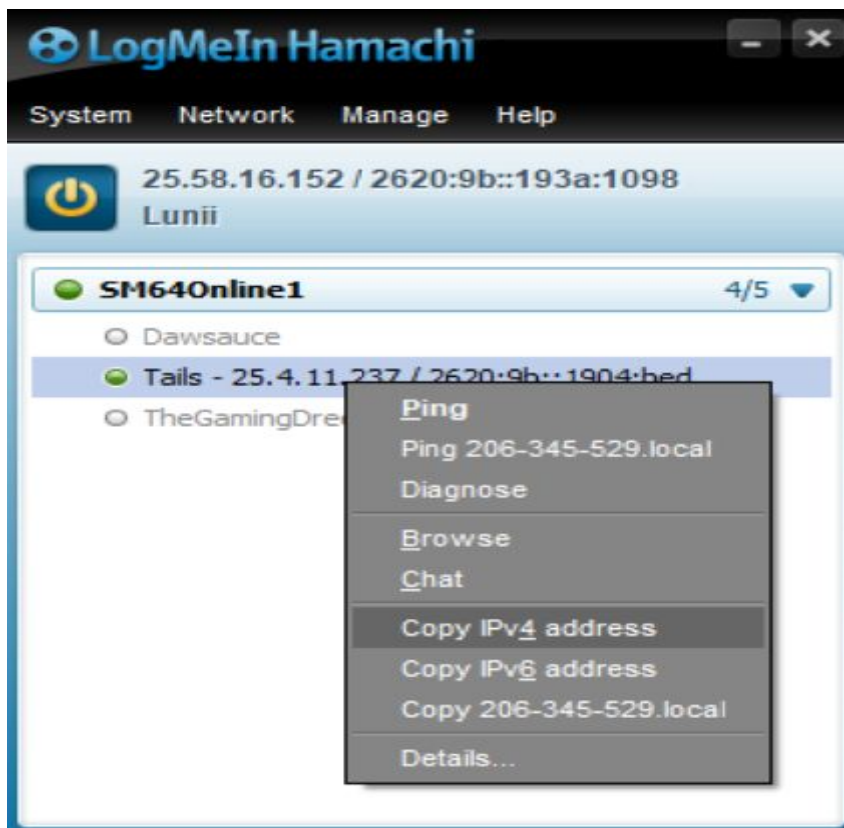 LogMeIn Hamachi
System Network Manage Help
25.58.16.152 / 2620:9b::193a:1098
Lunii
SM64Online1 4/5
Dawsauce
Tails - 25.4.11.237 / 2620:9b::1904:bed
Ping
Ping 206-345-529.local
Diagnose
Browse
Chat
Copy IPv4 address
Copy IPv6 address
Copy 206-345-529.local
Details...